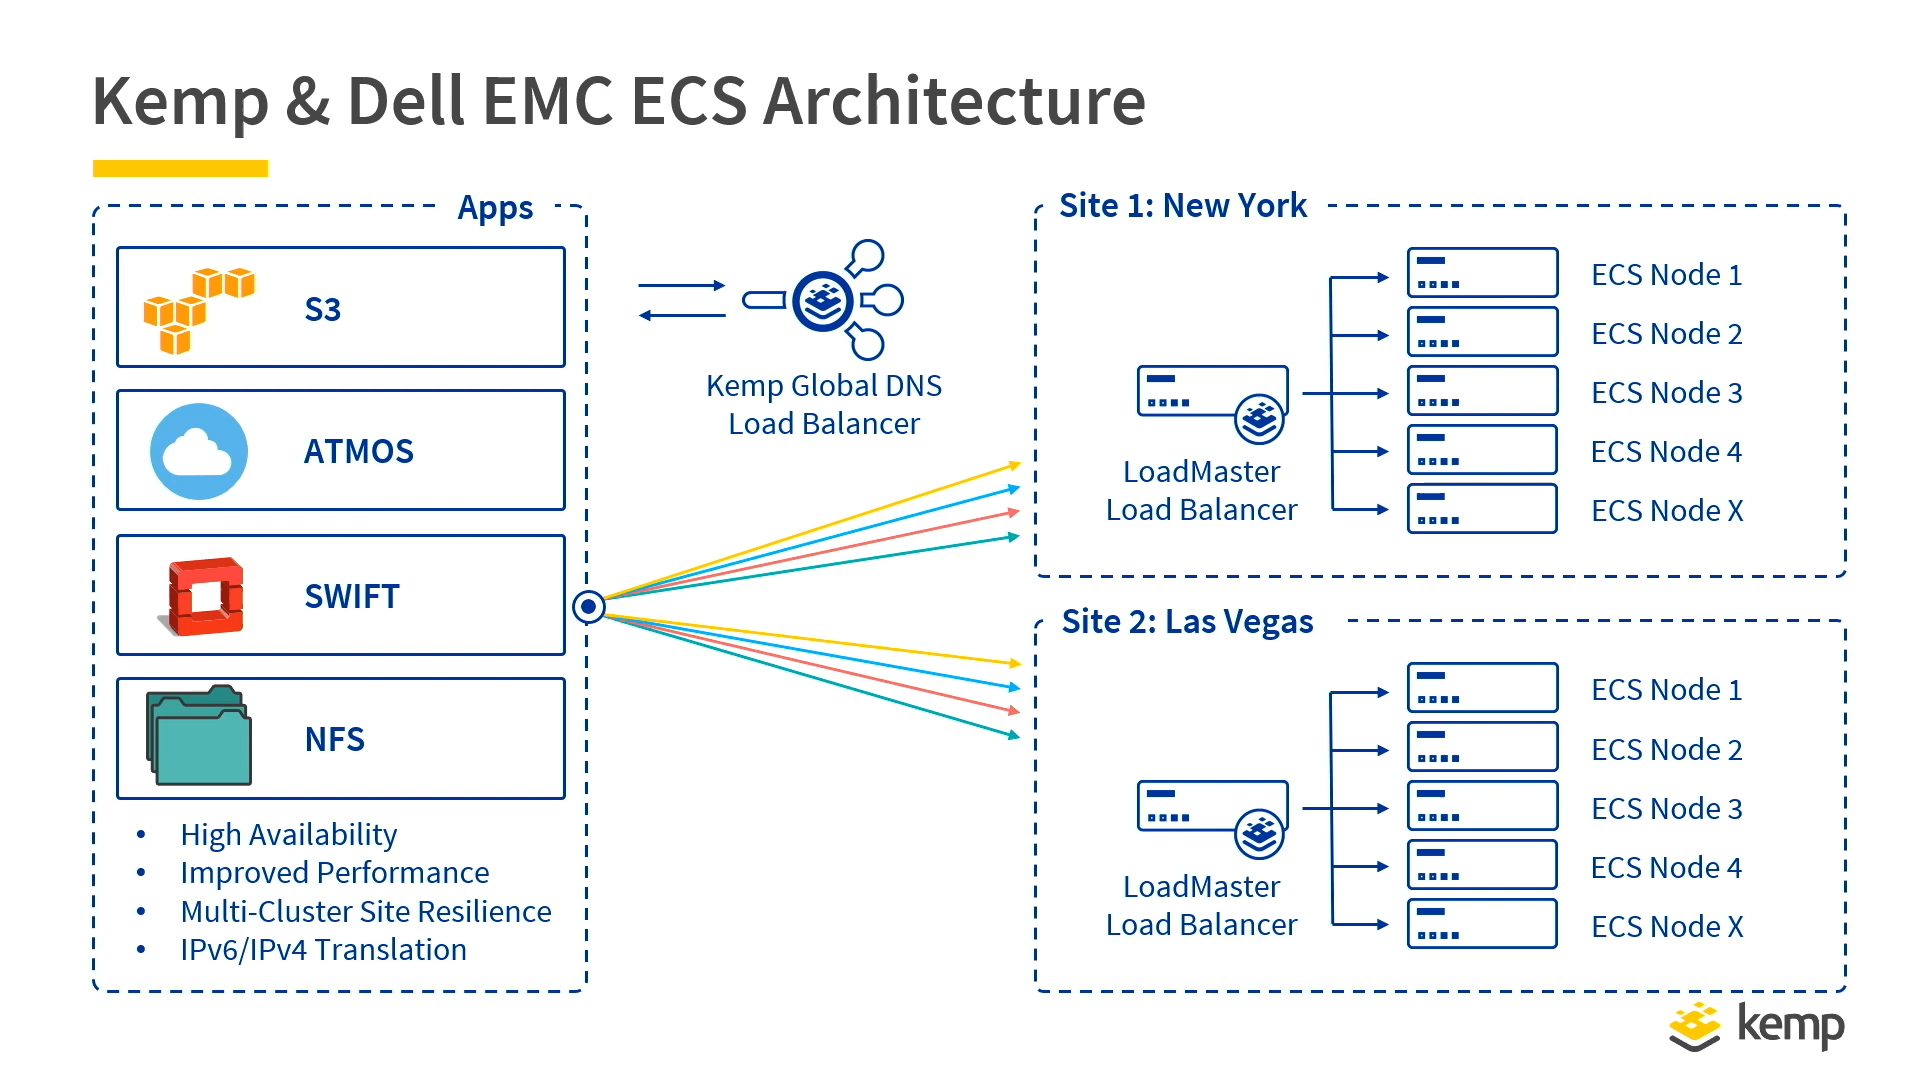 Kemp & Dell EMC ECS Architecture
Apps
S3
ATMOS
SWIFT
NFS
• High Availability
• Improved Performance
• Multi-Cluster Site Resilience
• IPv6/IPv4 Translation
Kemp Global DNS
Load Balancer
Site 1: New York
LoadMaster
Load Balancer
ECS Node 1
ECS Node 2
ECS Node 3
ECS Node 4
ECS Node X
Site 2: Las Vegas
LoadMaster
Load Balancer
ECS Node 1
ECS Node 2
ECS Node 3
ECS Node 4
ECS Node X
kemp